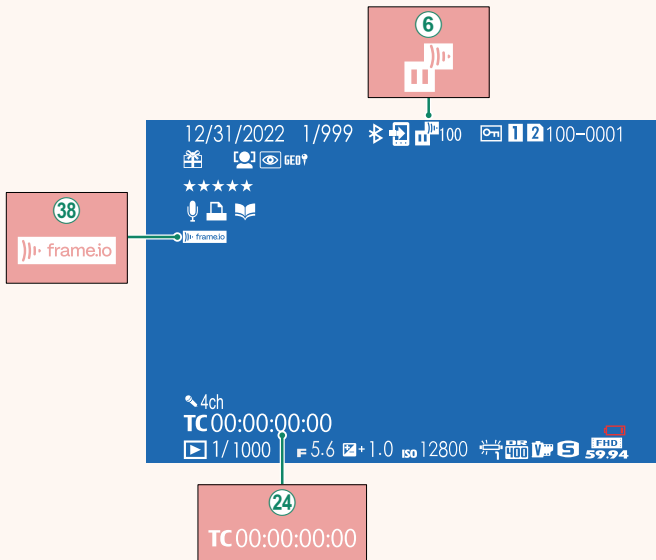 6
12/31/2022 1/999 100 1 2 100-0001
GEO
★★★★★
38
frame.io
frame.io
4ch
TC 00:00:00:00
1/1000 F 5.6 +1.0 ISO 12800 1 DR 400 V S FHD 59.94
24
TC 00:00:00:00